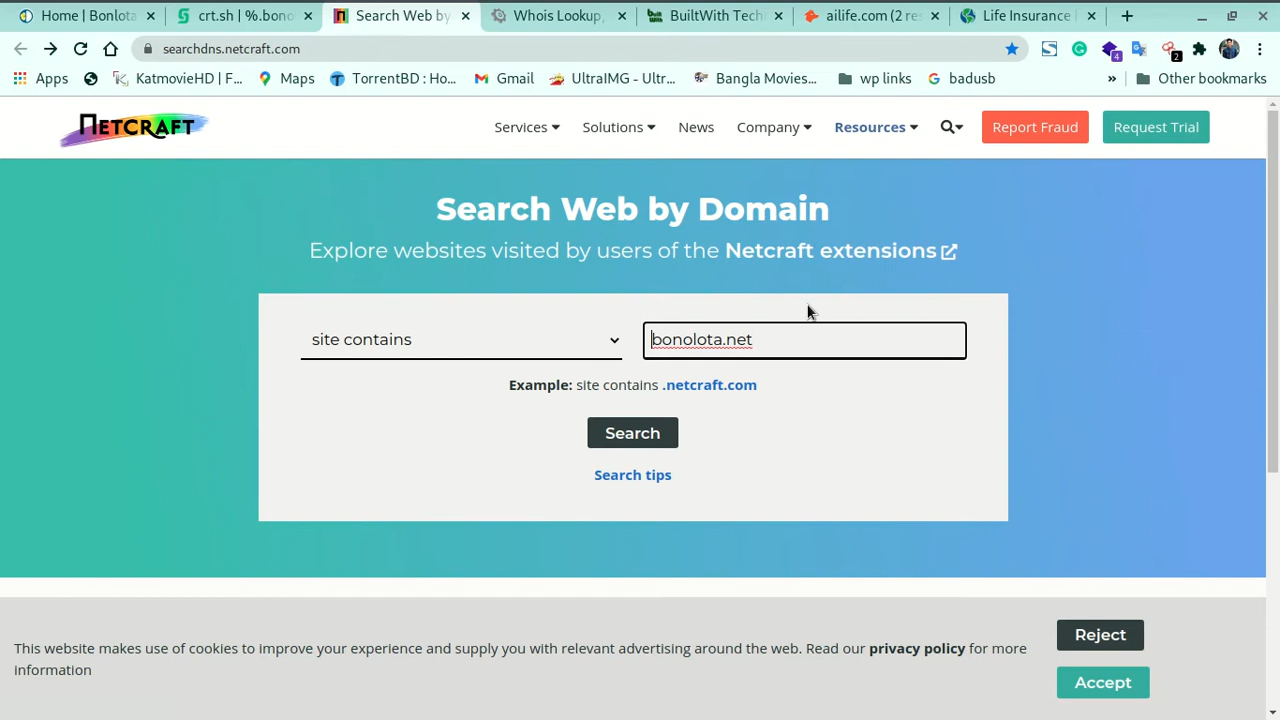 Home | Bonlota
crt.sh | %.bono
Search Web by
Whois Lookup,
BuiltWith Tech
ailife.com (2 res
Life Insurance
searchdns.netcraft.com
4
2
Apps
KatmovieHD | F...
Maps
TorrentBD : Ho...
Gmail
UltraIMG - Ultr...
Bangla Movies...
wp links
badusb
»
Other bookmarks
NETCRAFT
Services
Solutions
News
Company
Resources
Report Fraud
Request Trial
Search Web by Domain
Explore websites visited by users of the Netcraft extensions
site contains
bonolota.net
Example: site contains .netcraft.com
Search
Search tips
This website makes use of cookies to improve your experience and supply you with relevant advertising around the web. Read our privacy policy for more
information
Reject
Accept